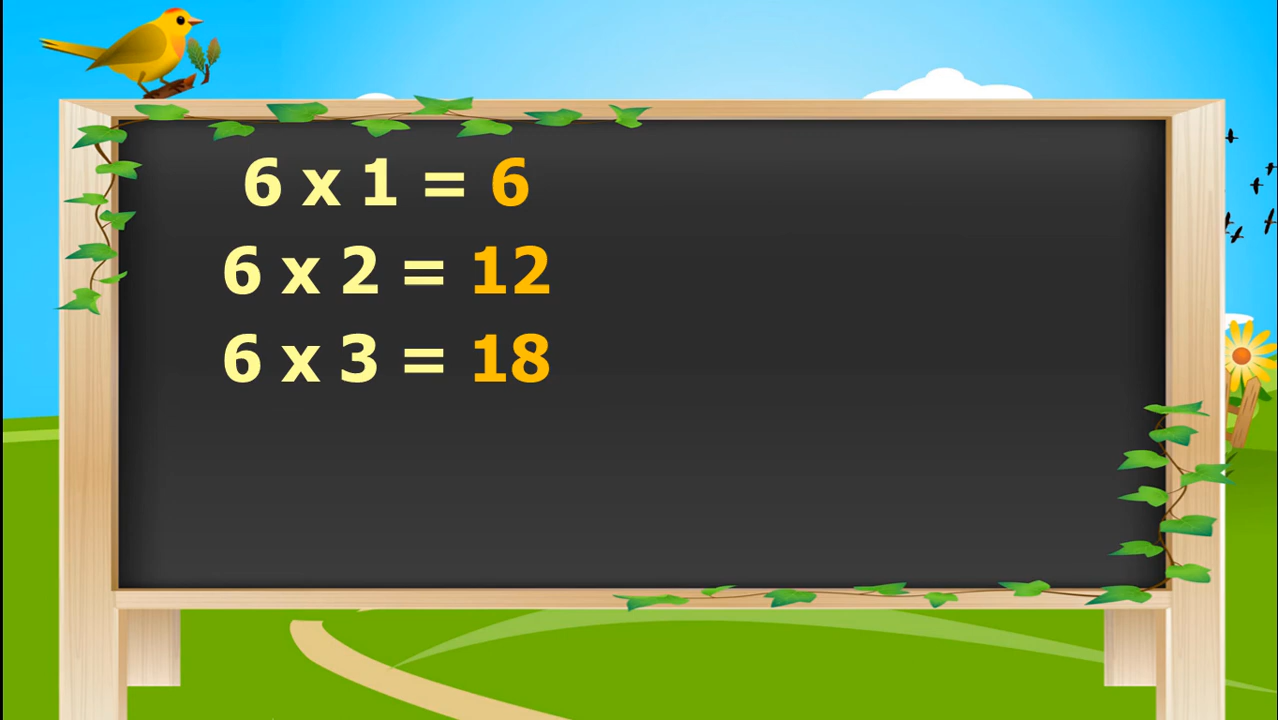 6 x 1 = 6
6 x 2 = 12
6 x 3 = 18